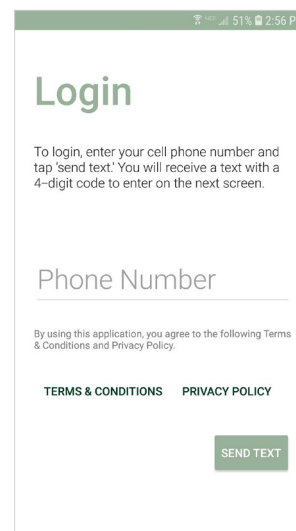 51% 2:56 P
Login
To login, enter your cell phone number and
tap 'send text.' You will receive a text with a
4-digit code to enter on the next screen.
Phone Number
By using this application, you agree to the following Terms
& Conditions and Privacy Policy.
TERMS & CONDITIONS PRIVACY POLICY
SEND TEXT